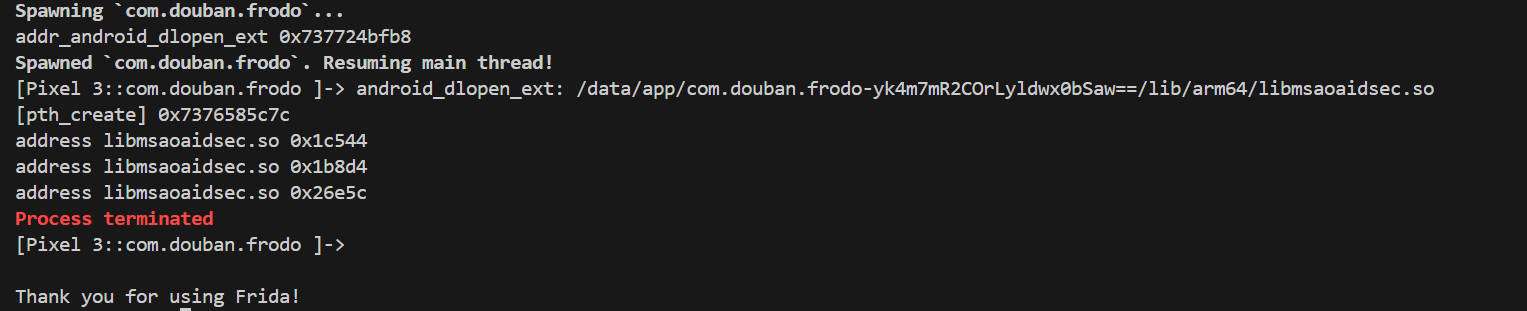 Spawning `com.douban.frodo`...
addr_android_dlopen_ext 0x737724bfb8
Spawned `com.douban.frodo`. Resuming main thread!
[Pixel 3::com.douban.frodo ]-> android_dlopen_ext: /data/app/com.douban.frodo-yk4m7mR2COrLyldwx0bSaw==/lib/arm64/libmsaoaidsec.so
[pth_create] 0x7376585c7c
address libmsaoaidsec.so 0x1c544
address libmsaoaidsec.so 0x1b8d4
address libmsaoaidsec.so 0x26e5c
Process terminated
[Pixel 3::com.douban.frodo ]->
Thank you for using Frida!